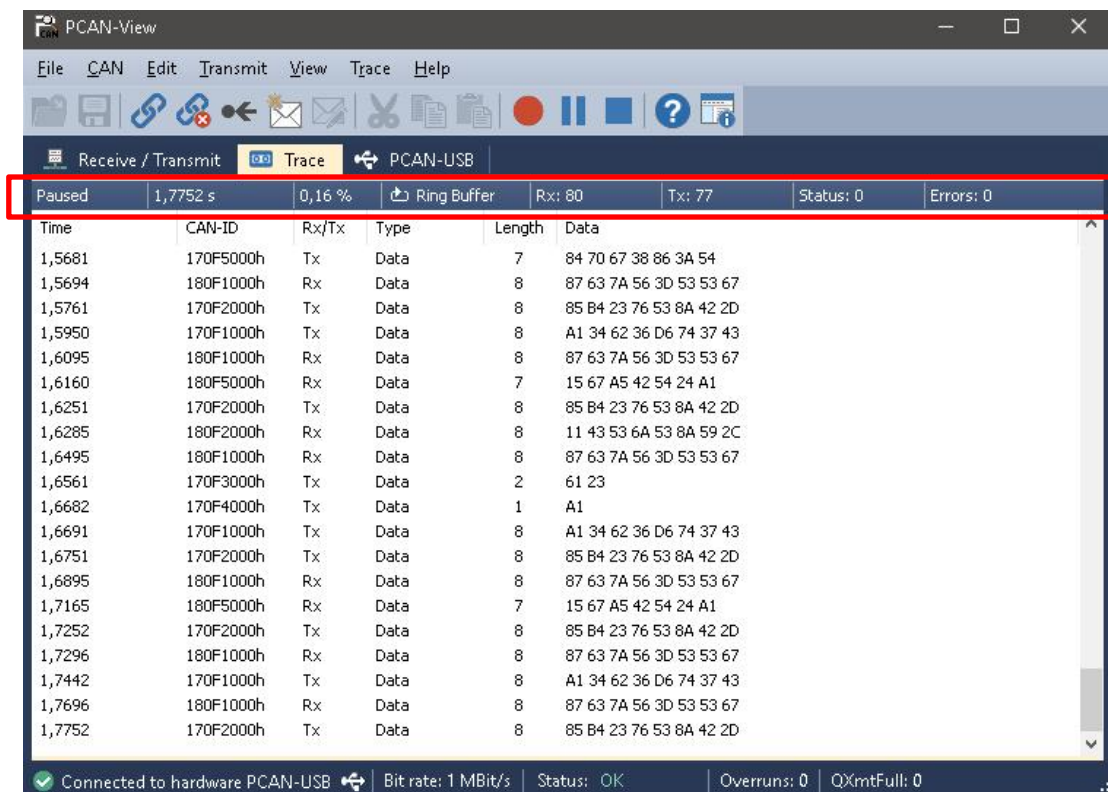 PCAN-View
File CAN Edit Transmit View Trace Help
Receive / Transmit Trace PCAN-USB
Paused 1,7752 s 0,16 % Ring Buffer Rx: 80 Tx: 77 Status: 0 Errors: 0
Time CAN-ID Rx/Tx Type Length Data
1,5681 170F5000h Tx Data 7 84 70 67 38 86 3A 54
1,5694 180F1000h Rx Data 8 87 63 7A 56 3D 53 53 67
1,5761 170F2000h Tx Data 8 85 B4 23 76 53 8A 42 2D
1,5950 170F1000h Tx Data 8 A1 34 62 36 D6 74 37 43
1,6095 180F1000h Rx Data 8 87 63 7A 56 3D 53 53 67
1,6160 180F5000h Rx Data 7 15 67 A5 42 54 24 A1
1,6251 170F2000h Tx Data 8 85 B4 23 76 53 8A 42 2D
1,6285 180F2000h Rx Data 8 11 43 53 6A 53 8A 59 2C
1,6495 180F1000h Rx Data 8 87 63 7A 56 3D 53 53 67
1,6561 170F3000h Tx Data 2 61 23
1,6682 170F4000h Tx Data 1 A1
1,6691 170F1000h Tx Data 8 A1 34 62 36 D6 74 37 43
1,6751 170F2000h Tx Data 8 85 B4 23 76 53 8A 42 2D
1,6895 180F1000h Rx Data 8 87 63 7A 56 3D 53 53 67
1,7165 180F5000h Rx Data 7 15 67 A5 42 54 24 A1
1,7252 170F2000h Tx Data 8 85 B4 23 76 53 8A 42 2D
1,7296 180F1000h Rx Data 8 87 63 7A 56 3D 53 53 67
1,7442 170F1000h Tx Data 8 A1 34 62 36 D6 74 37 43
1,7696 180F1000h Rx Data 8 87 63 7A 56 3D 53 53 67
1,7752 170F2000h Tx Data 8 85 B4 23 76 53 8A 42 2D
Connected to hardware PCAN-USB Bit rate: 1 MBit/s Status: OK Overruns: 0 QXmtFull: 0